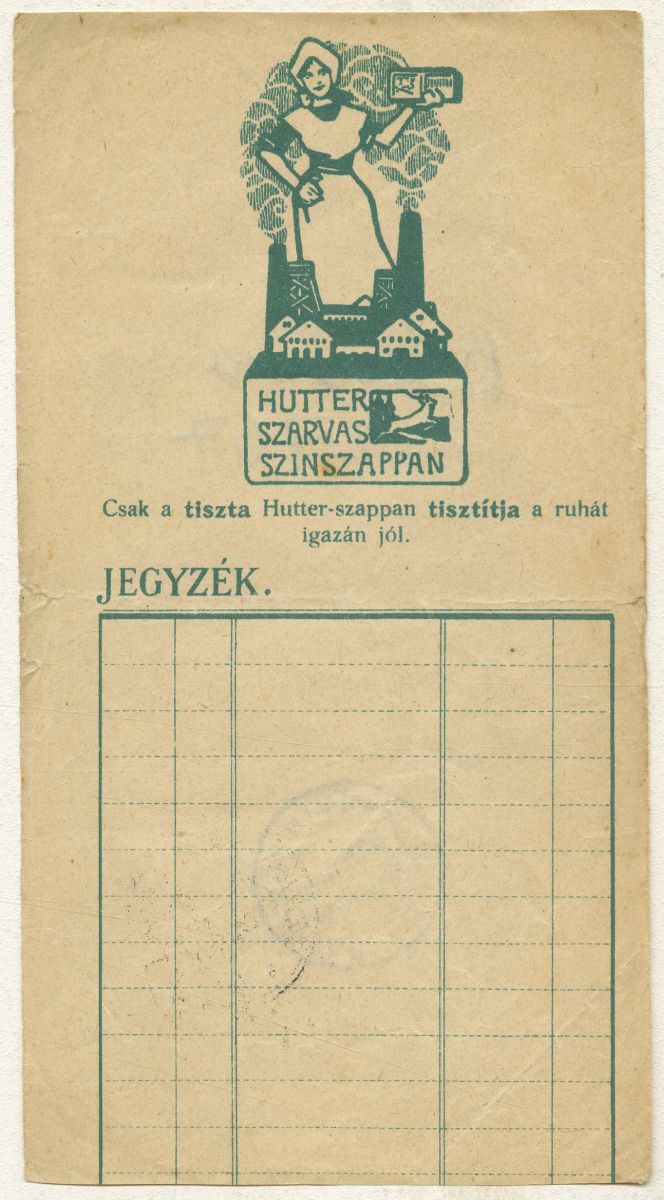 HUTTER
SZARVAS
SZINSZAPPAN
Csak a tiszta Hutter-szappan tisztítja a ruhát
igazán jól.
JEGYZÉK.